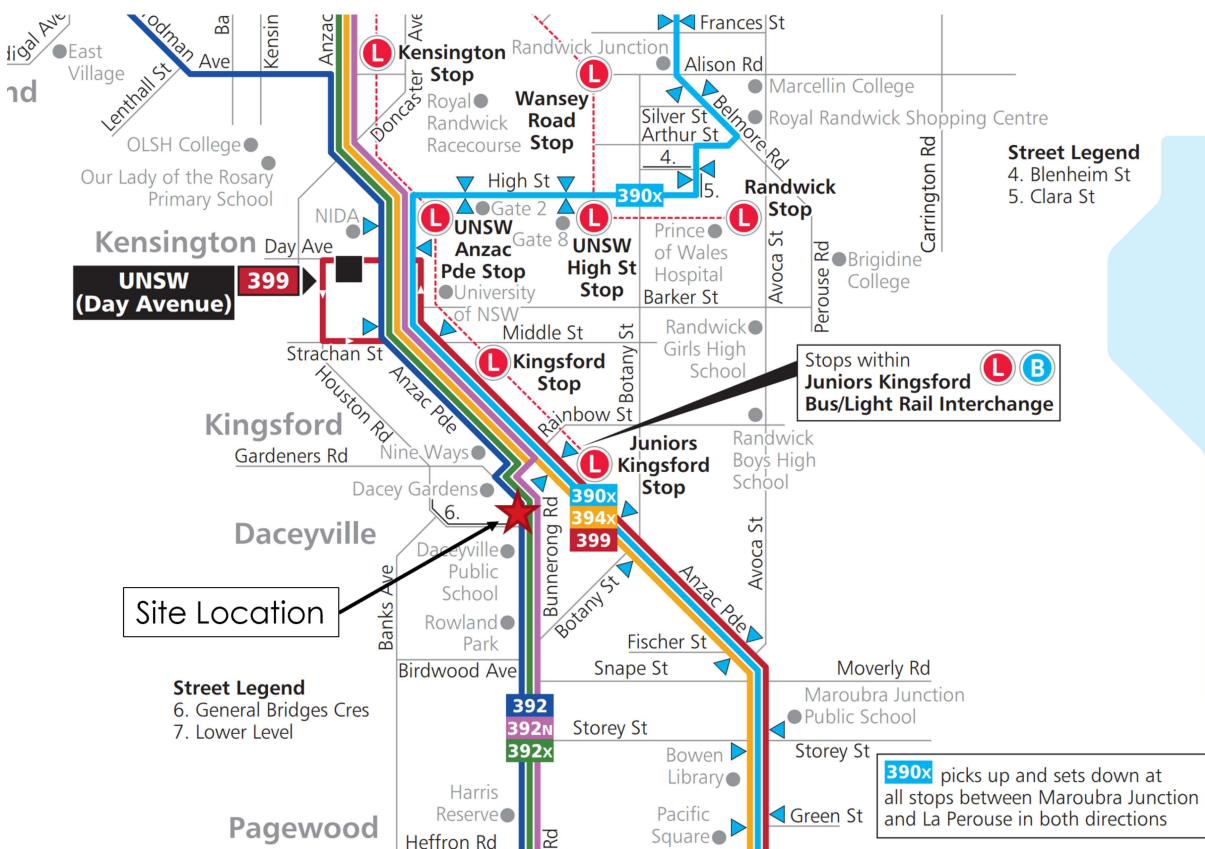 Frances St
Anzac
Ave
Kensington
Stop
Randwick Junction
East
Village
Ave
Alison Rd
Lenthall St
Doncaster
Royal
Randwick
Racecourse
Wansey
Road
Stop
Belmore Rd
Marcellin College
Silver St
Arthur St
Royal Randwick Shopping Centre
OLSH College
Our Lady of the Rosary
Primary School
4.
5.
Carrington Rd
Street Legend
4. Blenheim St
5. Clara St
High St
390X
Randwick
Stop
NIDA
Gate 2
Gate 8
UNSW
Anzac
Pde Stop
UNSW
High St
Stop
Prince
of Wales
Hospital
Avoca St
Perouse Rd
Brigidine
College
Kensington
Day Ave
UNSW
(Day Avenue)
399
University
of NSW
Barker St
Strachan St
Middle St
Botany St
Randwick
Girls High
School
Houston Rd
Anzac Pde
Kingsford
Stop
Stops within
Juniors Kingsford
Bus/Light Rail Interchange
L
B
Kingsford
Gardeners Rd
Nine Ways
Juniors
Kingsford
Stop
Randwick
Boys High
School
Dacey Gardens
6.
Daceyville
390X
394X
399
Bunnerong Rd
Avoca St
Daceyville
Public
School
Banks Ave
Botany St
Anzac Pde
Site Location
Rowland
Park
Fischer St
Birdwood Ave
Snape St
Moverly Rd
Street Legend
6. General Bridges Cres
7. Lower Level
392
392N
392X
Storey St
Maroubra Junction
Public School
Storey St
Bowen
Library
390X picks up and sets down at
all stops between Maroubra Junction
and La Perouse in both directions
Harris
Reserve
Pacific
Square
Green St
Pagewood
Heffron Rd
Rd